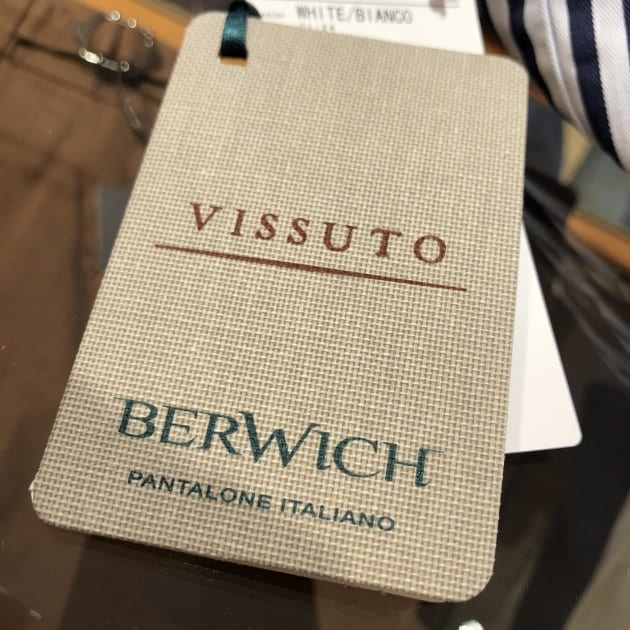 WHITE/BIANCO
VISSUTO
BERWICH
PANTALONE ITALIANO